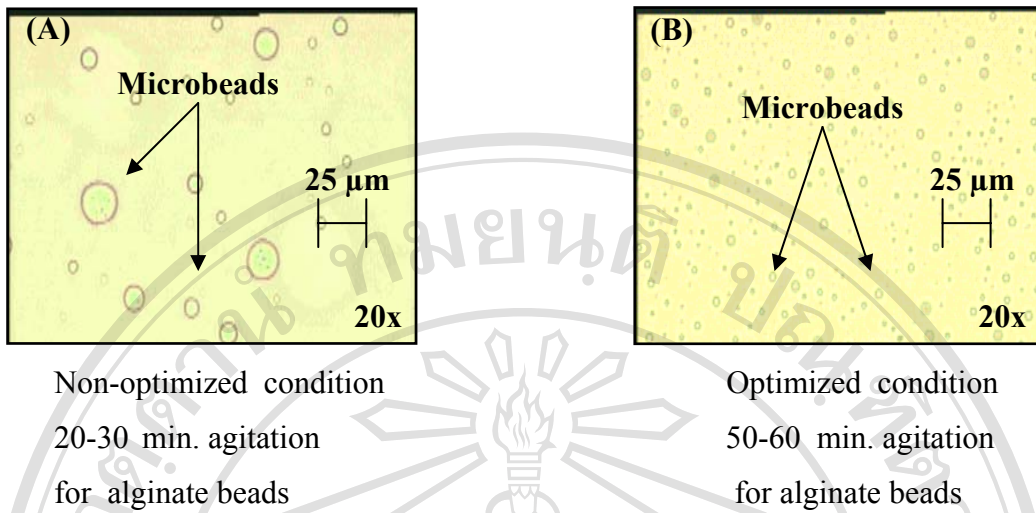 (A)
Microbeads
25 µm
20x
(B)
Microbeads
25 µm
20x
Non-optimized condition
20-30 min. agitation
for alginate beads
Optimized condition
50-60 min. agitation
for alginate beads